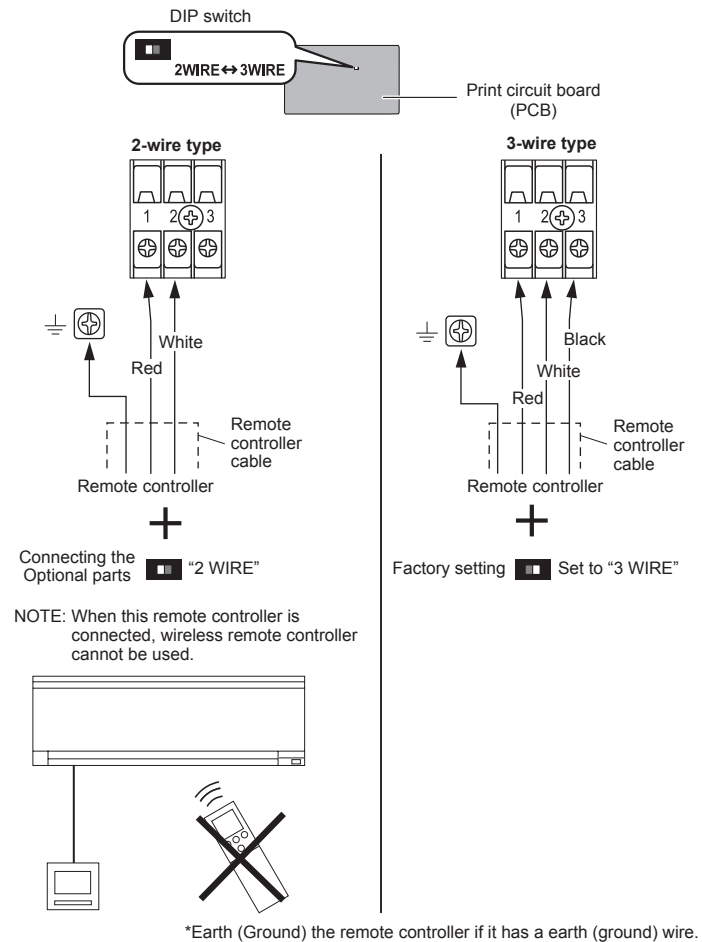 DIP switch
2WIRE↔3WIRE
Print circuit board
(PCB)
2-wire type
1 2 3
White
Red
Remote
controller
cable
Remote controller
+
Connecting the
Optional parts
“2 WIRE”
NOTE: When this remote controller is
connected, wireless remote controller
cannot be used.
3-wire type
1 2 3
Black
White
Red
Remote
controller
cable
Remote controller
+
Factory setting
Set to “3 WIRE”
*Earth (Ground) the remote controller if it has a earth (ground) wire.